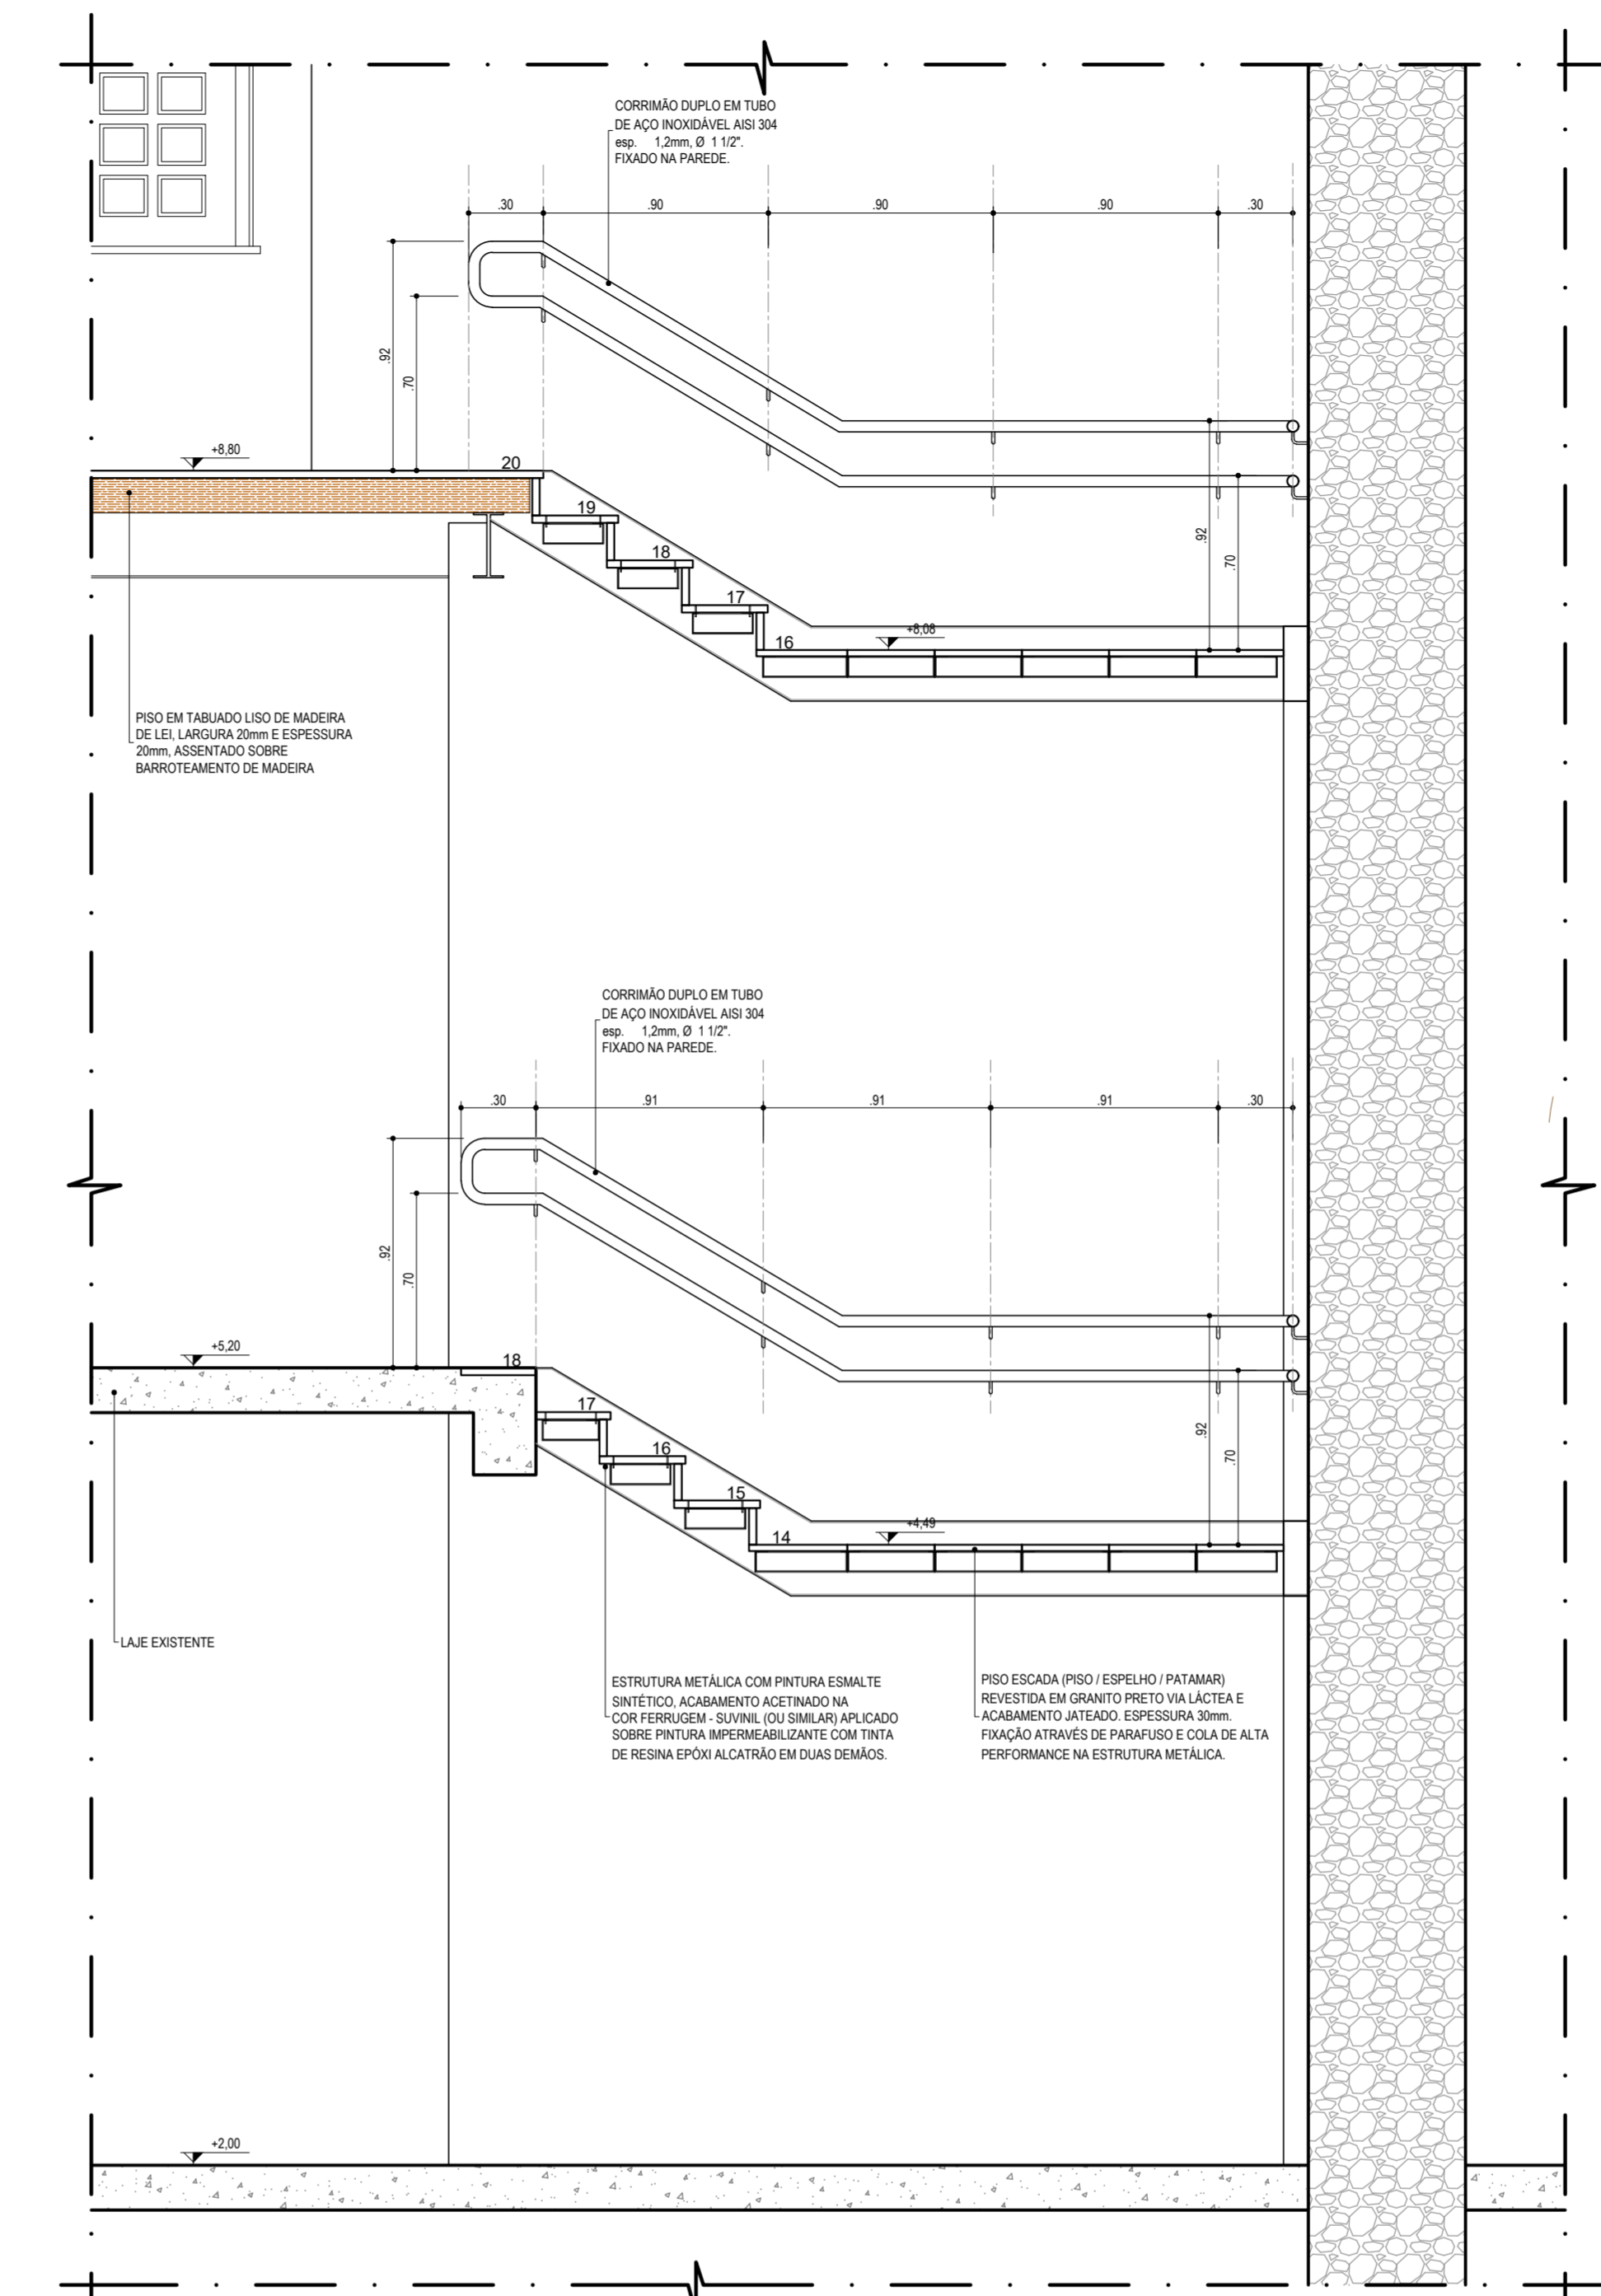 CORRIMÃO DUPLO EM TUBO
DE AÇO INOXIDÁVEL AISI 304
esp. 1,2mm, Ø 1 1/2".
FIXADO NA PAREDE.
.30
.90
.90
.90
.30
.92
.70
+8,80
20
19
18
17
16
+8,08
.92
.70
PISO EM TABUADO LISO DE MADEIRA
DE LEI, LARGURA 20mm E ESPESSURA
20mm, ASSENTADO SOBRE
BARROTEAMENTO DE MADEIRA
CORRIMÃO DUPLO EM TUBO
DE AÇO INOXIDÁVEL AISI 304
esp. 1,2mm, Ø 1 1/2".
FIXADO NA PAREDE.
.30
.91
.91
.91
.30
.92
.70
+5,20
18
17
16
15
14
+4,49
.92
.70
LAJE EXISTENTE
ESTRUTURA METÁLICA COM PINTURA ESMALTE
SINTÉTICO, ACABAMENTO ACETINADO NA
COR FERRUGEM - SUVINIL (OU SIMILAR) APLICADO
SOBRE PINTURA IMPERMEABILIZANTE COM TINTA
DE RESINA EPÓXI ALCATRÃO EM DUAS DEMÃOS.
PISO ESCADA (PISO / ESPELHO / PATAMAR)
REVESTIDA EM GRANITO PRETO VIA LÁCTEA E
ACABAMENTO JATEADO. ESPESSURA 30mm.
FIXAÇÃO ATRAVÉS DE PARAFUSO E COLA DE ALTA
PERFORMANCE NA ESTRUTURA METÁLICA.
+2,00